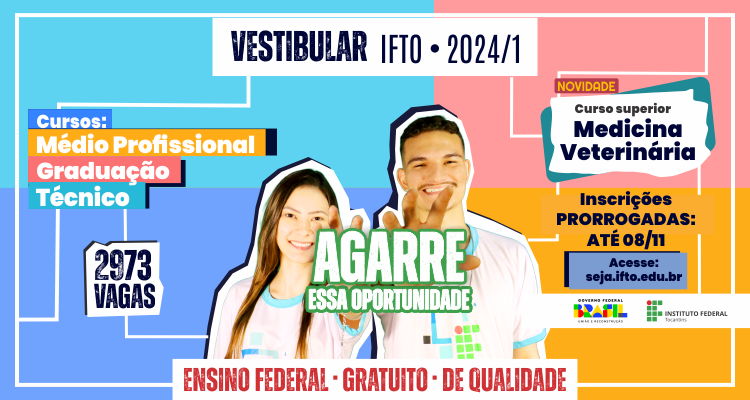 VESTIBULAR IFTO • 2024/1
Cursos:
Médio Profissional
Graduação
Técnico
2973
VAGAS
AGARRE
ESSA OPORTUNIDADE
NOVIDADE
Curso superior
Medicina
Veterinária
Inscrições
PRORROGADAS:
ATÉ 08/11
Acesse:
seja.ifto.edu.br
GOVERNO FEDERAL
BRASIL
UNIÃO E RECONSTRUÇÃO
INSTITUTO FEDERAL
Tocantins
ENSINO FEDERAL · GRATUITO · DE QUALIDADE